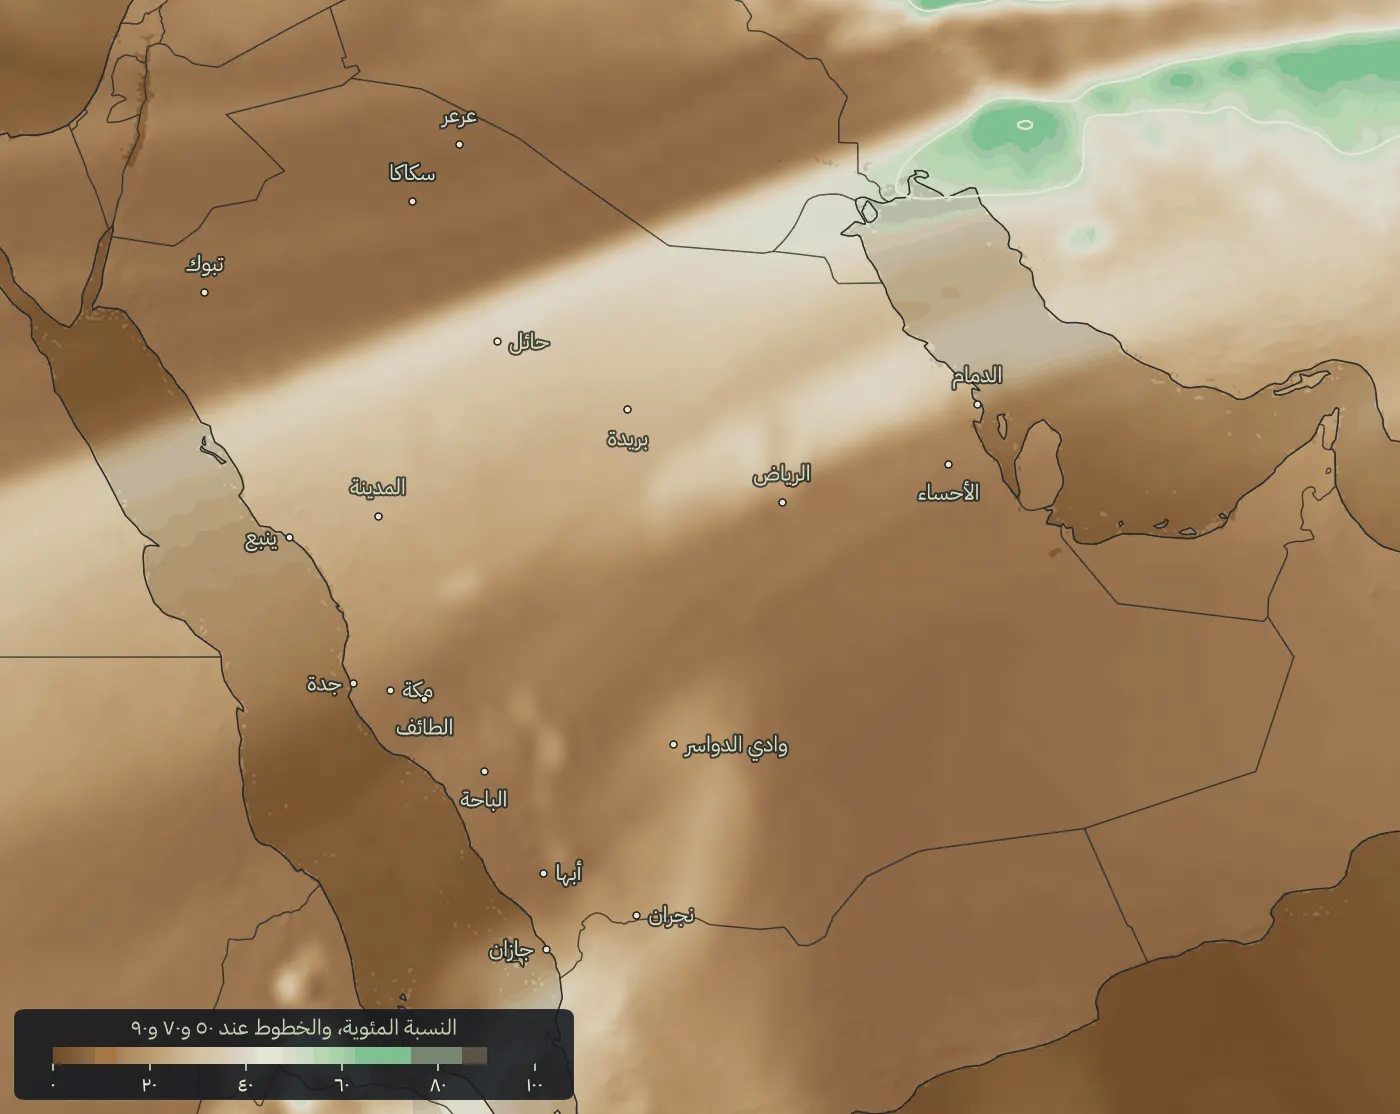 عرعر
سكاكا
تبوك
حائل
الدمام
بريدة
الرياض
المدينة
الأحساء
ينبع
جدة
مكة
الطائف
وادي الدواسر
الباحة
أبها
نجران
جازان
النسبة المئوية، والخطوط عند ٥٠ و٧٠ و٩٠
٠ ٢٠ ٤٠ ٦٠ ٨٠ ١٠٠